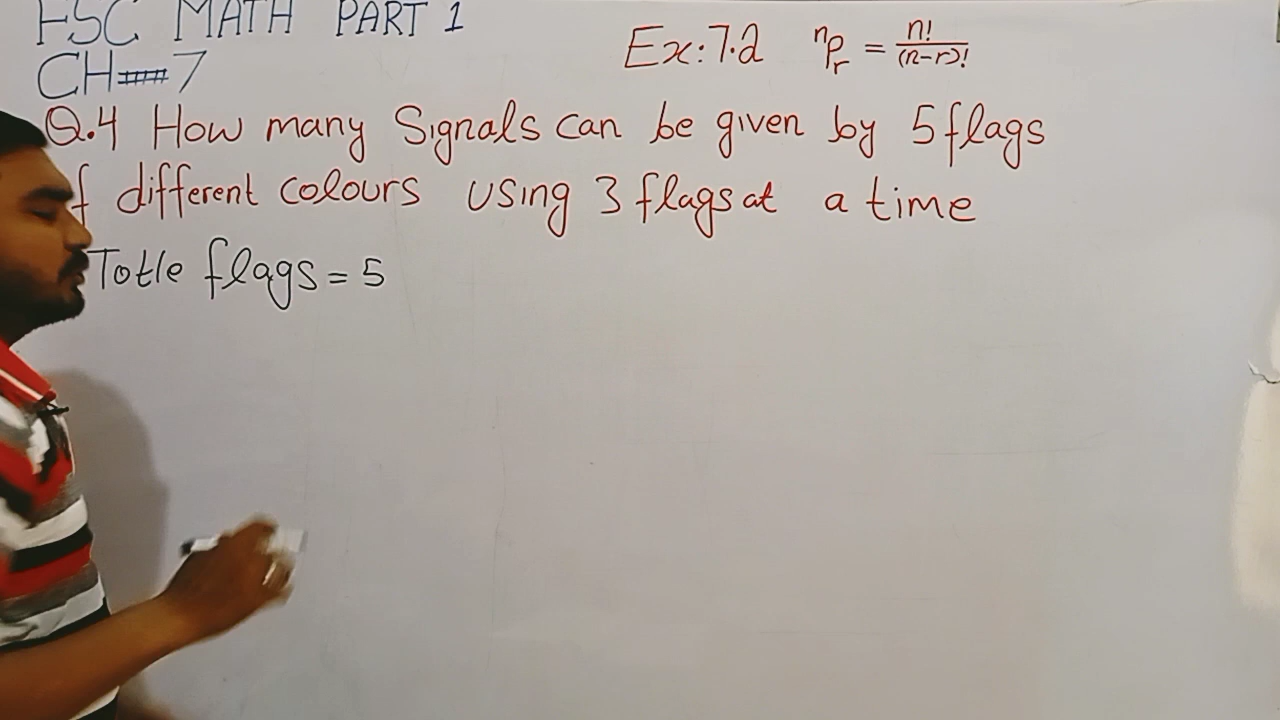 FSC MATH PART 1
CH 7
Ex:7.2 nPr = n!/(n-r)!
Q.4 How many Signals can be given by 5 flags
of different colours using 3 flags at a time
Totle flags = 5